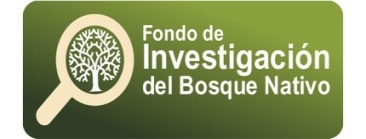 Fondo de
Investigación
del Bosque Nativo